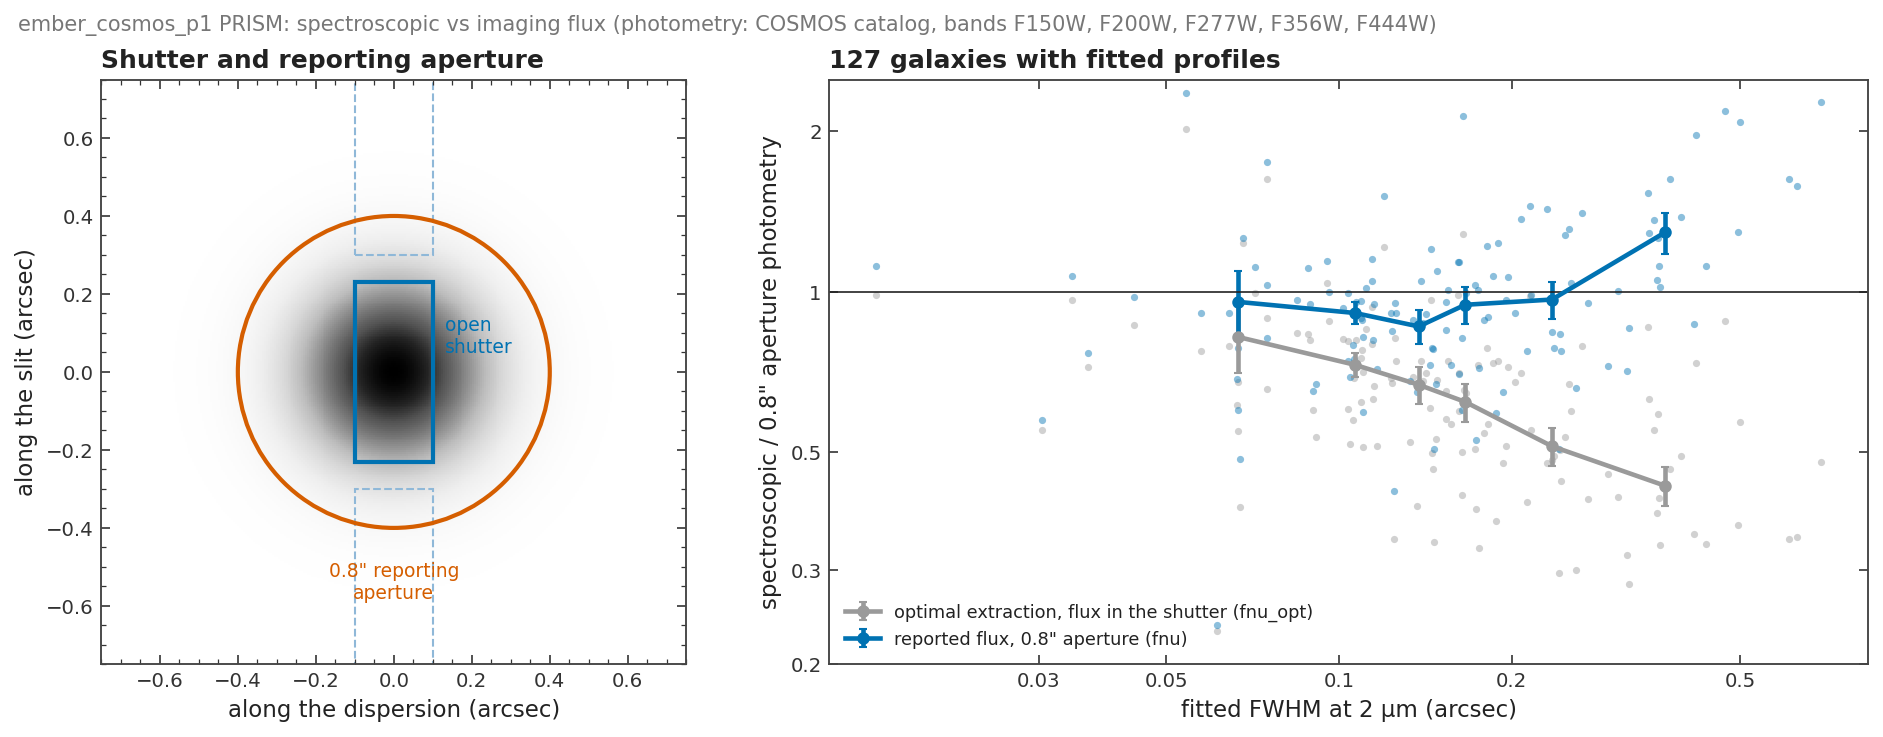 ember_cosmos_p1 PRISM: spectroscopic vs imaging flux (photometry: COSMOS catalog, bands F150W, F200W, F277W, F356W, F444W)
Shutter and reporting aperture
along the slit (arcsec)
0.6
0.4
0.2
0.0
−0.2
−0.4
−0.6
open
shutter
0.8" reporting
aperture
−0.6
−0.4
−0.2
0.0
0.2
0.4
0.6
along the dispersion (arcsec)
127 galaxies with fitted profiles
spectroscopic / 0.8" aperture photometry
2
1
0.5
0.3
0.2
optimal extraction, flux in the shutter (fnu_opt)
reported flux, 0.8" aperture (fnu)
0.03
0.05
0.1
0.2
0.5
fitted FWHM at 2 μm (arcsec)